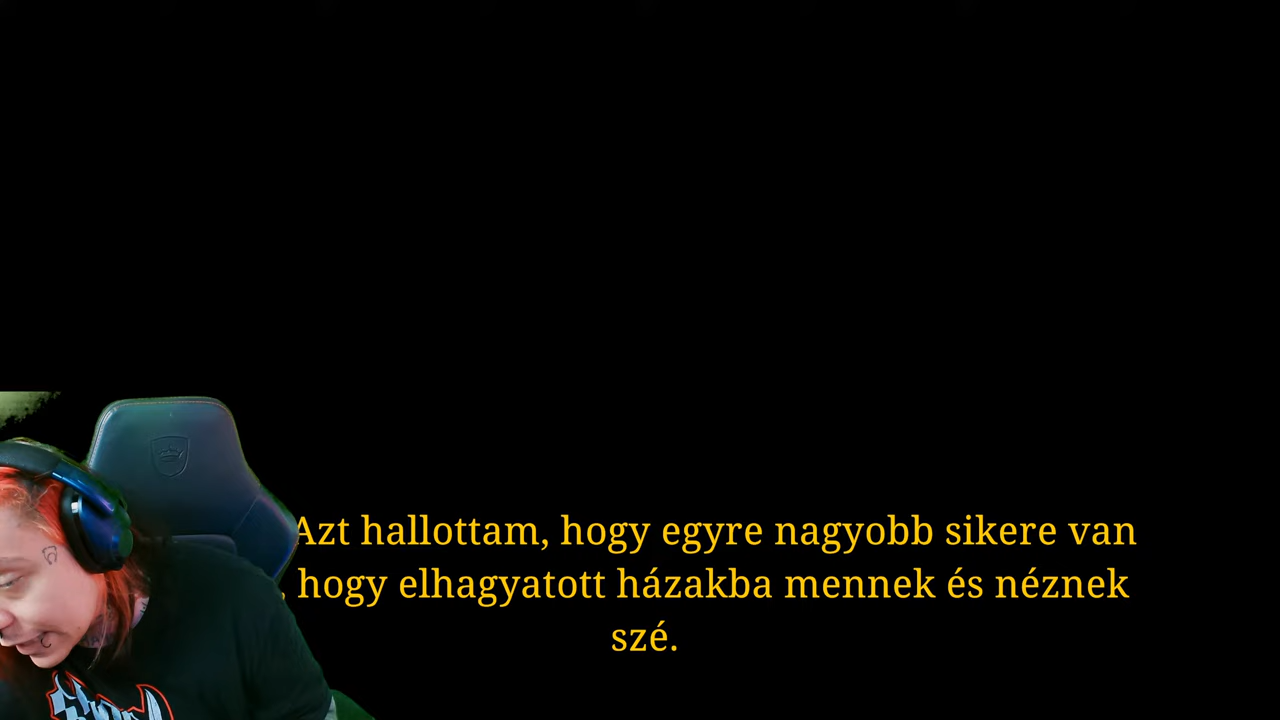 Azt hallottam, hogy egyre nagyobb sikere van
, hogy elhagyatott házakba mennek és néznek
szé.